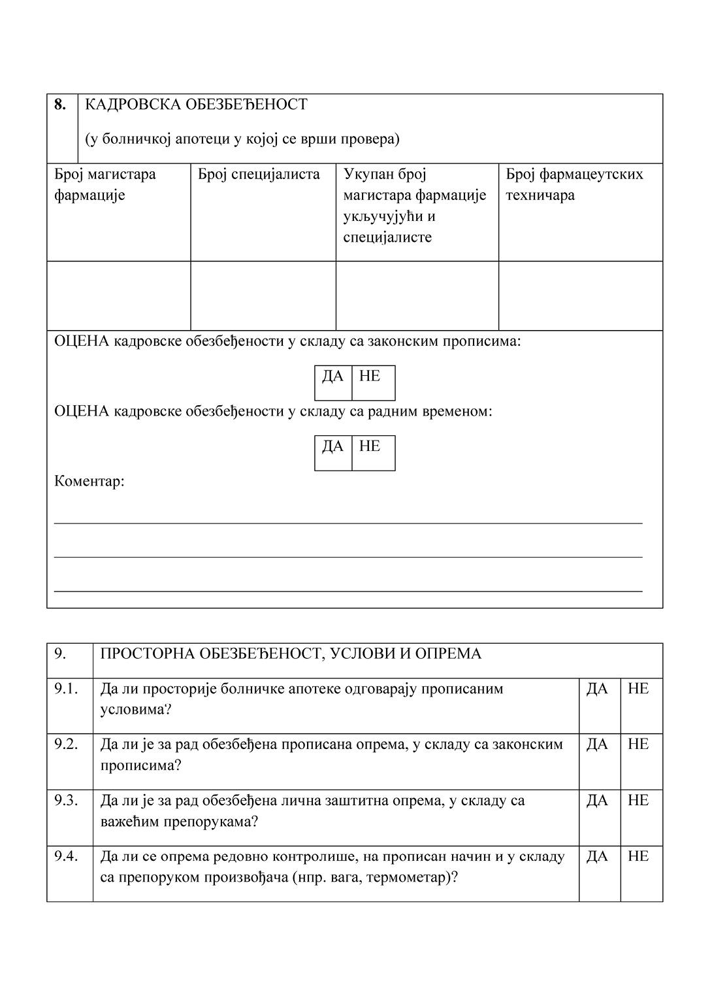 8. КАДРОВСКА ОБЕЗБЕЂЕНОСТ
(у болничкој апотеци у којој се врши провера)
Број магистара
фармације
Број специјалиста
Укупан број
магистара фармације
укључујући и
специјалисте
Број фармацеутских
техничара
ОЦЕНА кадровске обезбеђености у складу са законским прописима:
ДА НЕ
ОЦЕНА кадровске обезбеђености у складу са радним временом:
ДА НЕ
Коментар:
9. ПРОСТОРНА ОБЕЗБЕЂЕНОСТ, УСЛОВИ И ОПРЕМА
9.1. Да ли просторије болничке апотеке одговарају прописаним ДА НЕ
условима?
9.2. Да ли је за рад обезбеђена прописана опрема, у складу са законским ДА НЕ
прописима?
9.3. Да ли је за рад обезбеђена лична заштитна опрема, у складу са ДА НЕ
важећим препорукама?
9.4. Да ли се опрема редовно контролише, на прописан начин и у складу ДА НЕ
са препоруком произвођача (нпр. вага, термометар)?